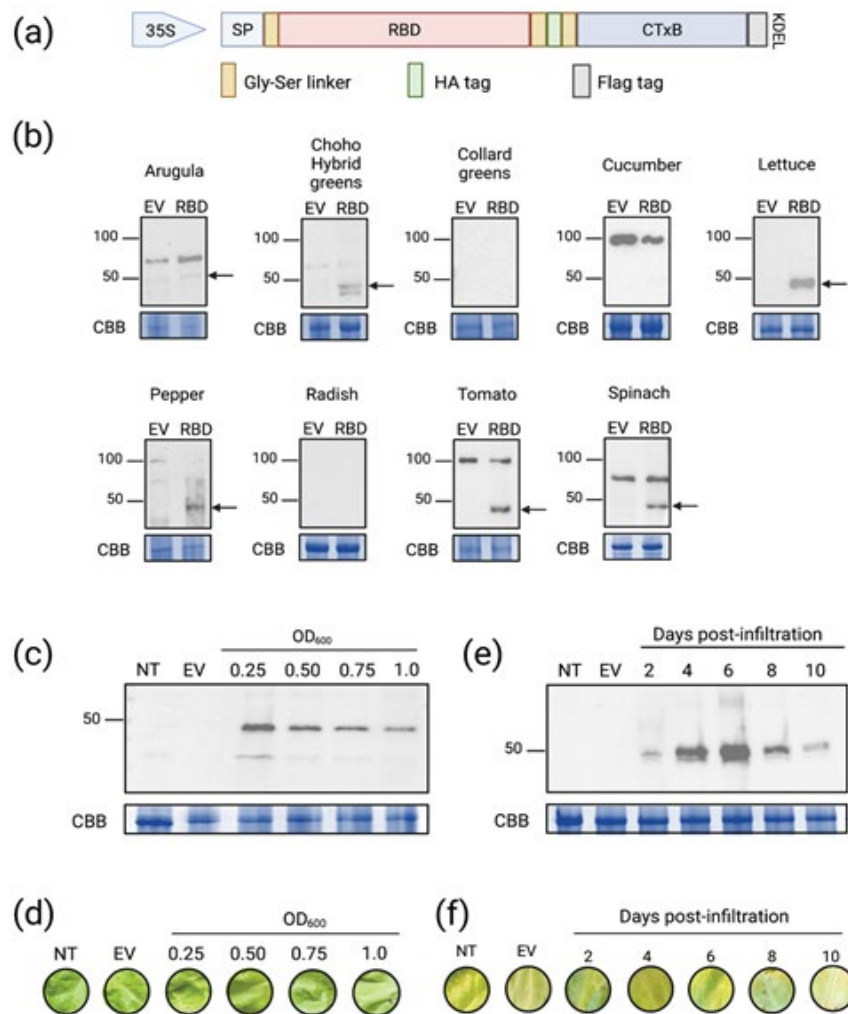 (a)
35S
SP
RBD
CTxB
KDEL
Gly-Ser linker
HA tag
Flag tag
(b)
Arugula
EV RBD
100
50
CBB
Choho
Hybrid
greens
EV RBD
100
50
CBB
Collard
greens
EV RBD
100
50
CBB
Cucumber
EV RBD
100
50
CBB
Lettuce
EV RBD
100
50
CBB
Pepper
EV RBD
100
50
CBB
Radish
EV RBD
100
50
CBB
Tomato
EV RBD
100
50
CBB
Spinach
EV RBD
100
50
CBB
(c)
OD600
NT EV 0.25 0.50 0.75 1.0
50
CBB
(e)
Days post-infiltration
NT EV 2 4 6 8 10
50
CBB
(d)
OD600
NT EV 0.25 0.50 0.75 1.0
(f)
Days post-infiltration
NT EV 2 4 6 8 10